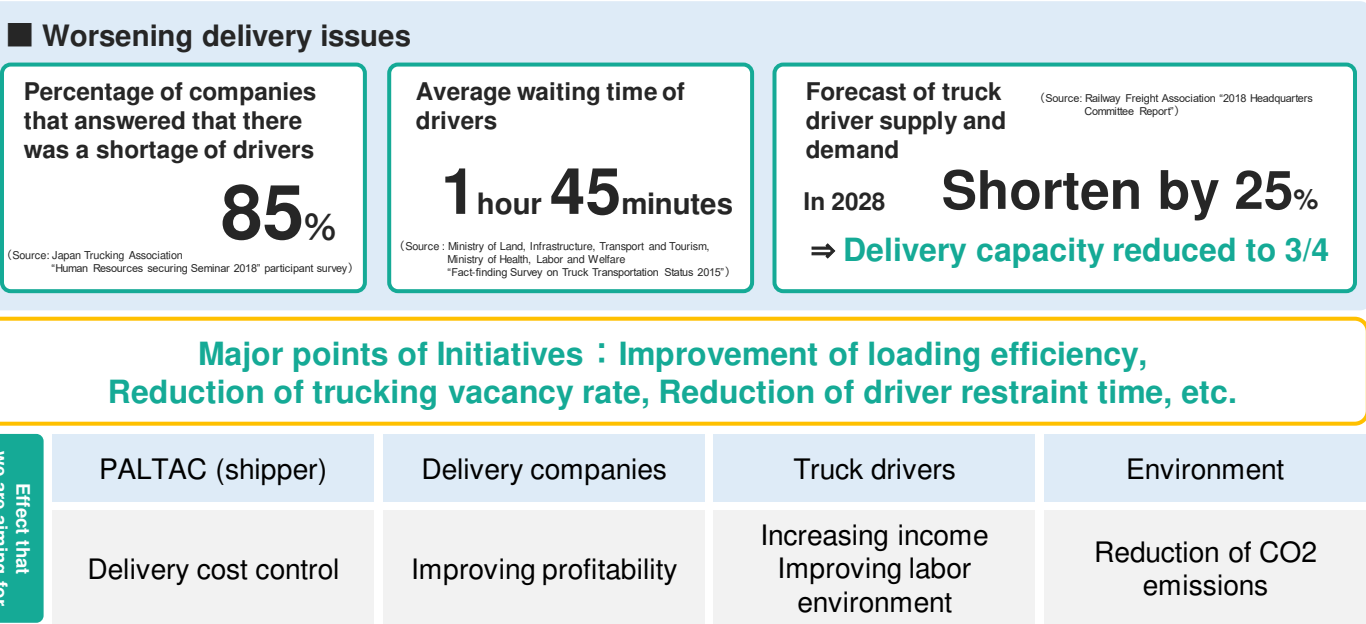 ■ Worsening delivery issues
Percentage of companies
that answered that there
was a shortage of drivers
85%
(Source: Japan Trucking Association
"Human Resources securing Seminar 2018" participant survey)
Average waiting time of
drivers
1hour 45minutes
(Source : Ministry of Land, Infrastructure, Transport and Tourism,
Ministry of Health, Labor and Welfare
"Fact-finding Survey on Truck Transportation Status 2015")
Forecast of truck
driver supply and
demand
(Source: Railway Freight Association "2018 Headquarters
Committee Report")
In 2028 Shorten by 25%
⇒ Delivery capacity reduced to 3/4
Major points of Initiatives：Improvement of loading efficiency,
Reduction of trucking vacancy rate, Reduction of driver restraint time, etc.
Effect that
we are aiming for
PALTAC (shipper)
Delivery companies
Truck drivers
Environment
Delivery cost control
Improving profitability
Increasing income
Improving labor
environment
Reduction of CO2
emissions